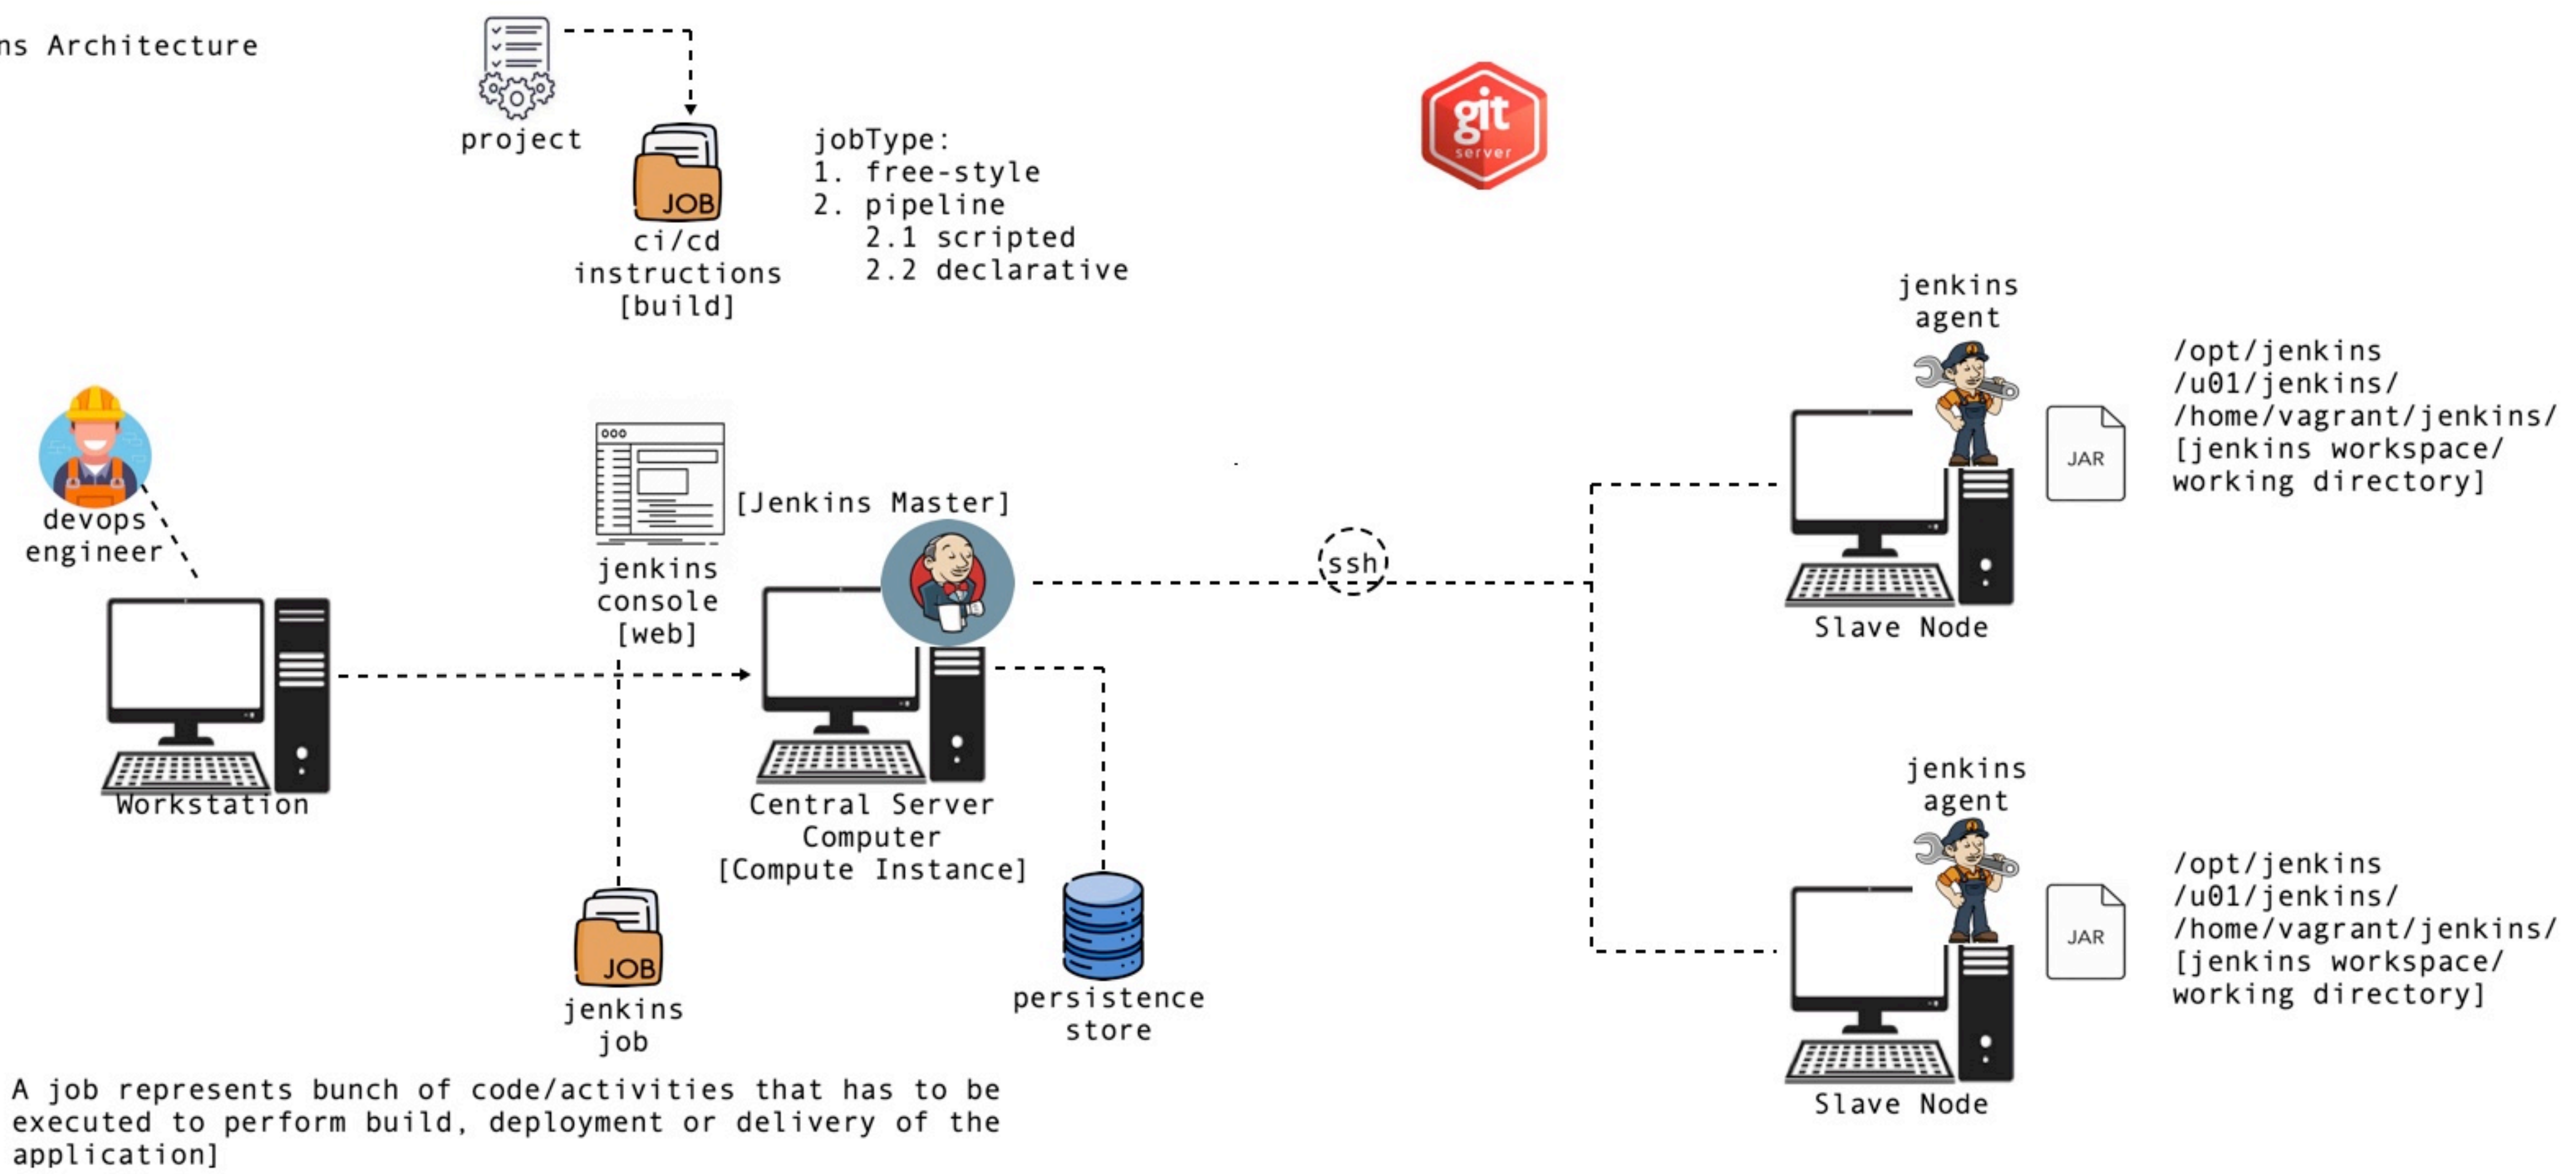 ns Architecture
project
JOB
ci/cd
instructions
[build]
jobType:
1. free-style
2. pipeline
2.1 scripted
2.2 declarative
git
server
devops
engineer
Workstation
jenkins
console
[web]
[Jenkins Master]
Central Server
Computer
[Compute Instance]
JOB
jenkins
job
persistence
store
ssh
jenkins
agent
JAR
/opt/jenkins
/u01/jenkins/
/home/vagrant/jenkins/
[jenkins workspace/
working directory]
Slave Node
jenkins
agent
JAR
/opt/jenkins
/u01/jenkins/
/home/vagrant/jenkins/
[jenkins workspace/
working directory]
Slave Node
A job represents bunch of code/activities that has to be
executed to perform build, deployment or delivery of the
application]